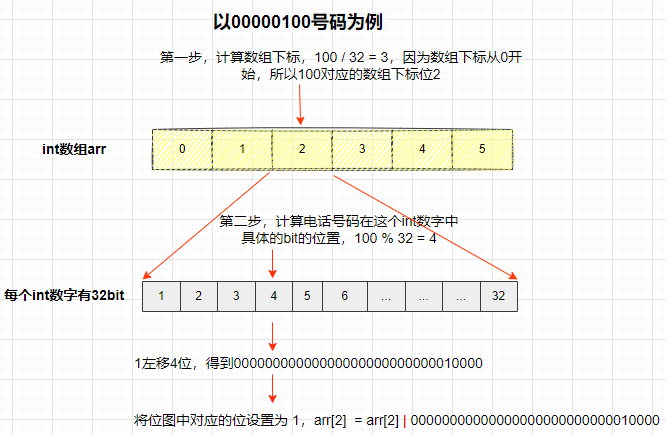 以00000100号码为例
第一步，计算数组下标，100 / 32 = 3，因为数组下标从0开
始，所以100对应的数组下标位2
int数组arr
0 1 2 3 4 5
第二步，计算电话号码在这个int数字中
具体的bit的位置，100 % 32 = 4
每个int数字有32bit
1 2 3 4 5 6 ... ... ... 32
1左移4位，得到00000000000000000000000000010000
将位图中对应的位设置为 1，arr[2] = arr[2] | 00000000000000000000000000010000